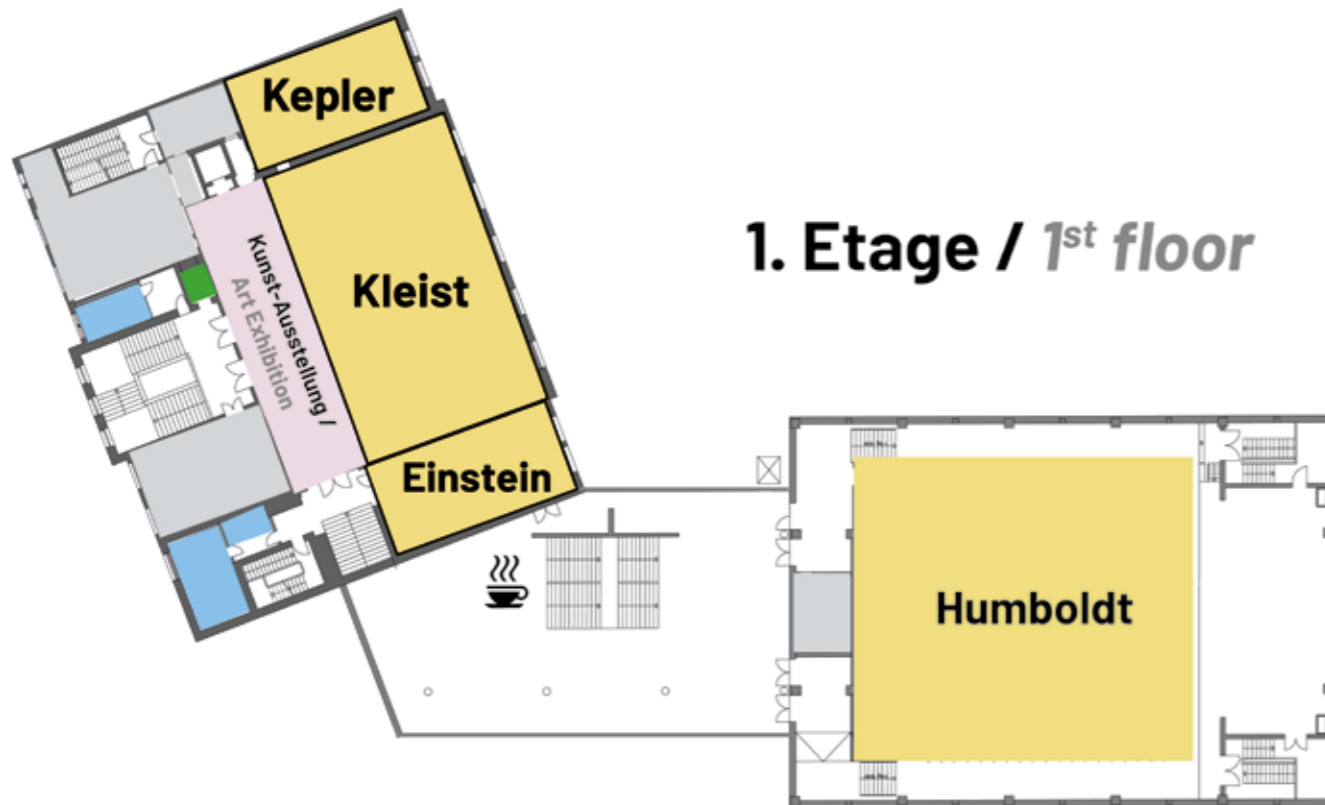 Kepler
1. Etage / 1st floor
Kunst-Ausstellung /
Art Exhibition
Kleist
Einstein
Humboldt